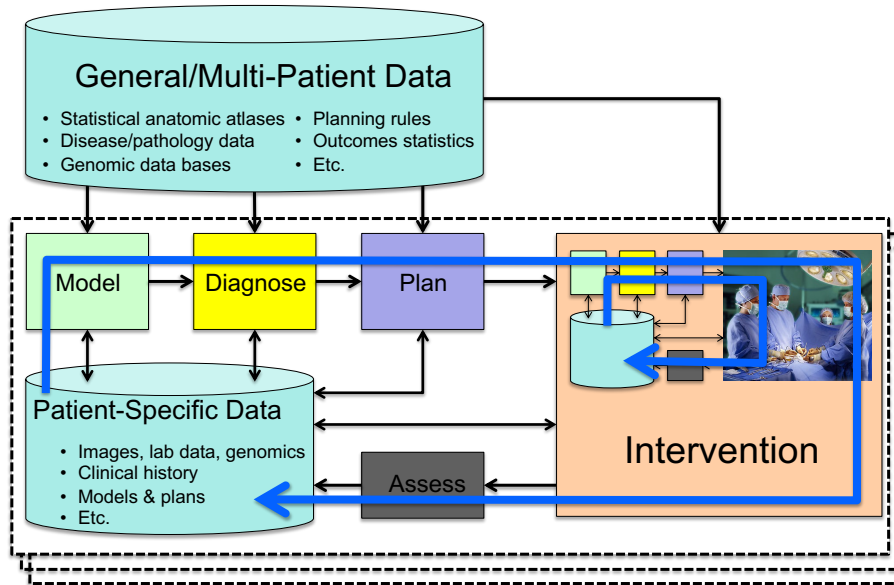 General/Multi-Patient Data
• Statistical anatomic atlases
• Disease/pathology data
• Genomic data bases
• Planning rules
• Outcomes statistics
• Etc.
Model
Diagnose
Plan
Patient-Specific Data
• Images, lab data, genomics
• Clinical history
• Models & plans
• Etc.
Assess
Intervention